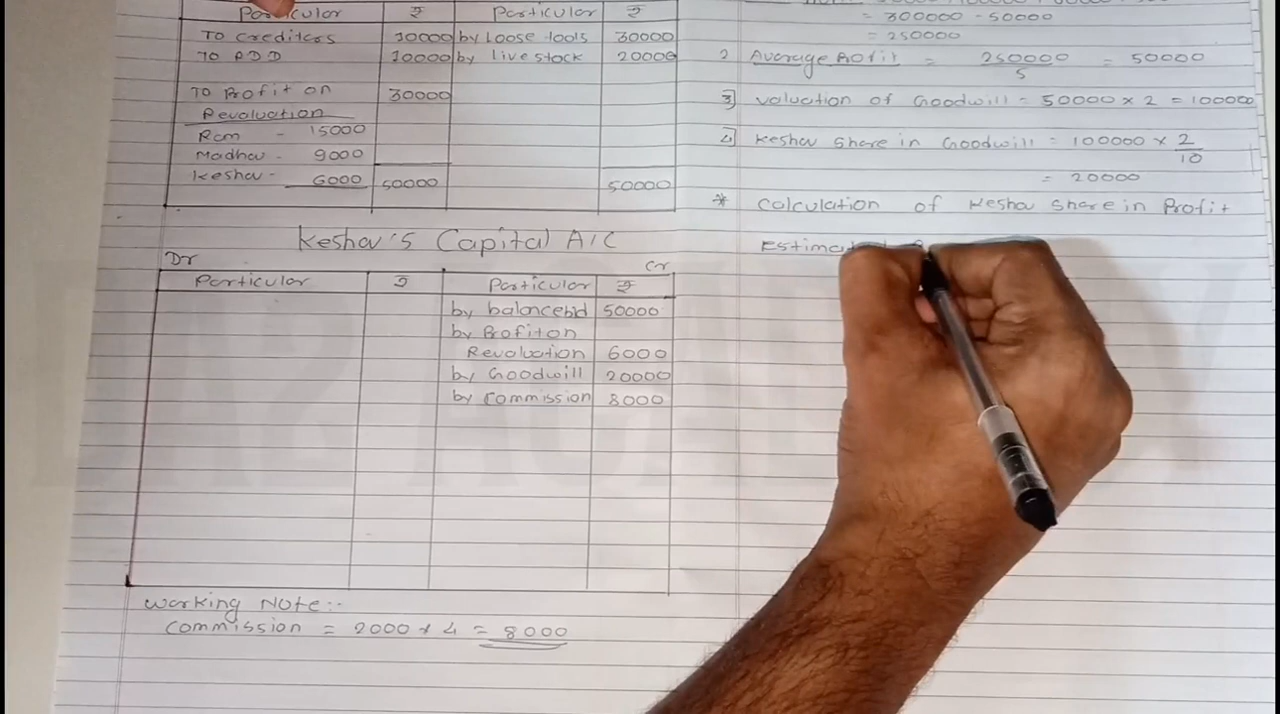 Particular ₹ Particular ₹
To Creditors 10000 by Loose tools 30000
To RDD 10000 by live stock 20000
To Profit on 30000
Revaluation
Ram - 15000
Madhav - 9000
Keshav - 6000 50000 50000
Keshav's Capital A/C
Dr Cr
Particular ₹ Particular ₹
by balance b/d 50000
by Profit on
Revaluation 6000
by Goodwill 20000
by Commission 8000
Working Note:-
Commission = 2000 × 4 = 8000
= 300000 - 50000
= 250000
2 Average Profit = 250000 / 5 = 50000
3 Valuation of Goodwill = 50000 × 2 = 100000
4 Keshav Share in Goodwill = 100000 × 2 / 10
= 20000
* Calculation of Keshav Share in Profit